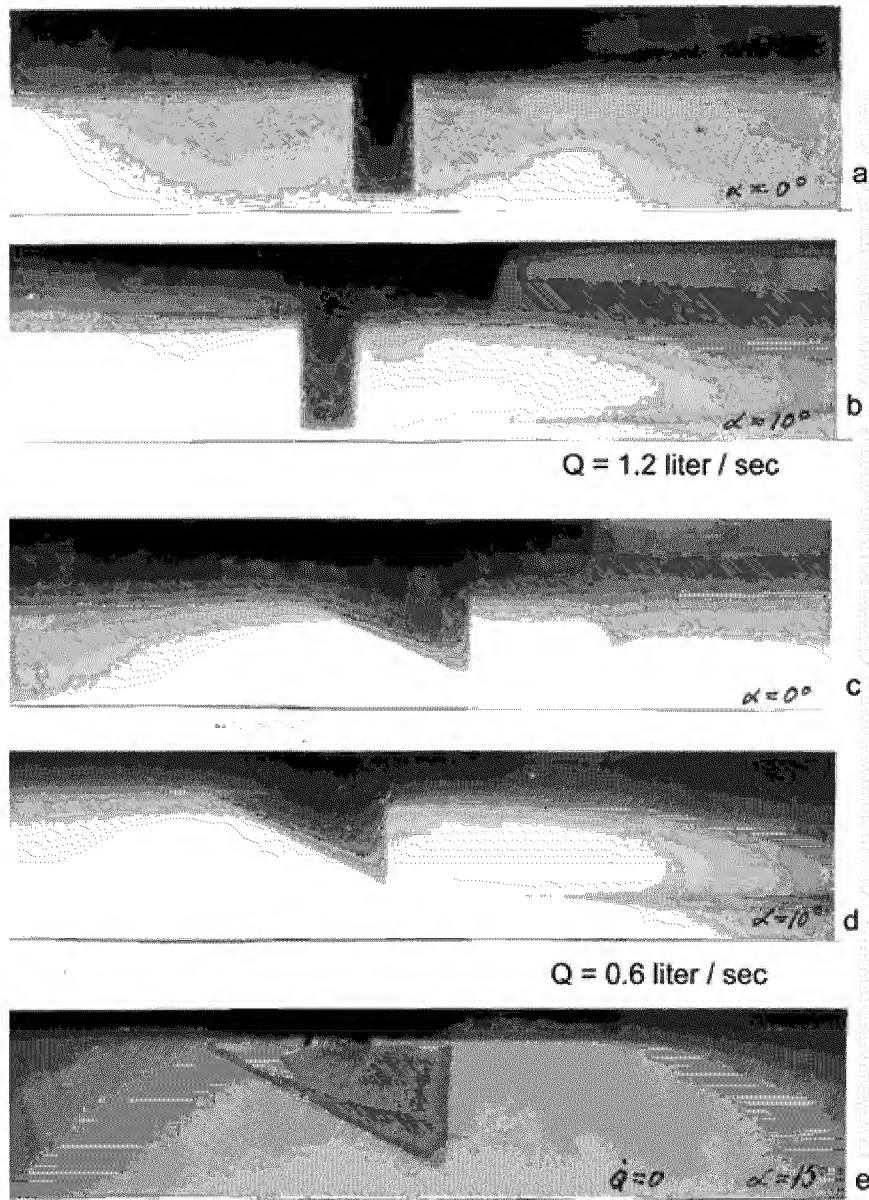 α = 0° a
α = 10° b
Q = 1.2 liter / sec
α = 0° c
α = 10° d
Q = 0.6 liter / sec
q̇ = 0 α = 15° e